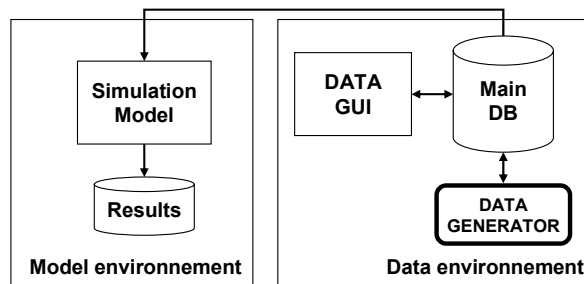 Simulation
Model
Results
Model environnement
DATA
GUI
Main
DB
DATA
GENERATOR
Data environnement